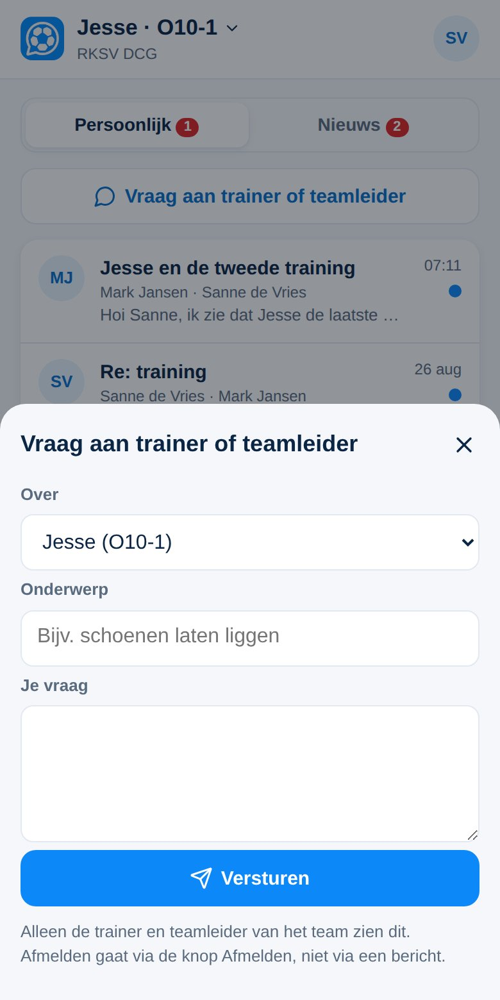 Jesse · O10-1
RKSV DCG
SV
Persoonlijk 1
Nieuws 2
Vraag aan trainer of teamleider
MJ
Jesse en de tweede training
07:11
Mark Jansen · Sanne de Vries
Hoi Sanne, ik zie dat Jesse de laatste …
SV
Re: training
26 aug
Sanne de Vries · Mark Jansen
Vraag aan trainer of teamleider
Over
Jesse (O10-1)
Onderwerp
Bijv. schoenen laten liggen
Je vraag
Versturen
Alleen de trainer en teamleider van het team zien dit.
Afmelden gaat via de knop Afmelden, niet via een bericht.